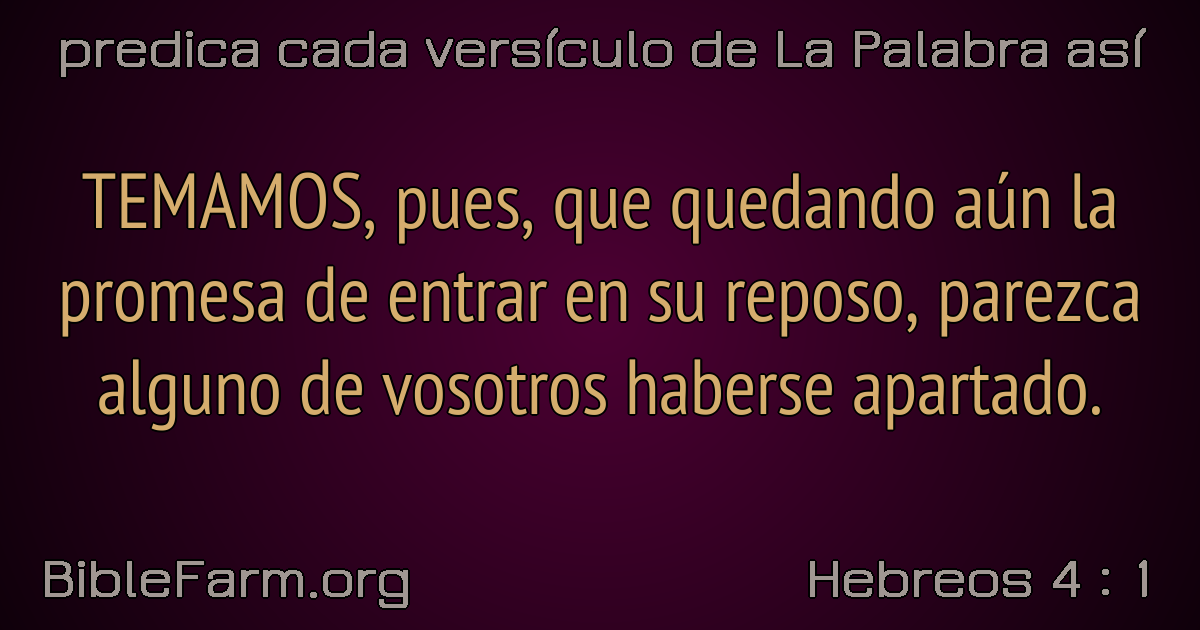 predica cada versículo de La Palabra así
TEMAMOS, pues, que quedando aún la
promesa de entrar en su reposo, parezca
alguno de vosotros haberse apartado.
BibleFarm.org
Hebreos 4 : 1